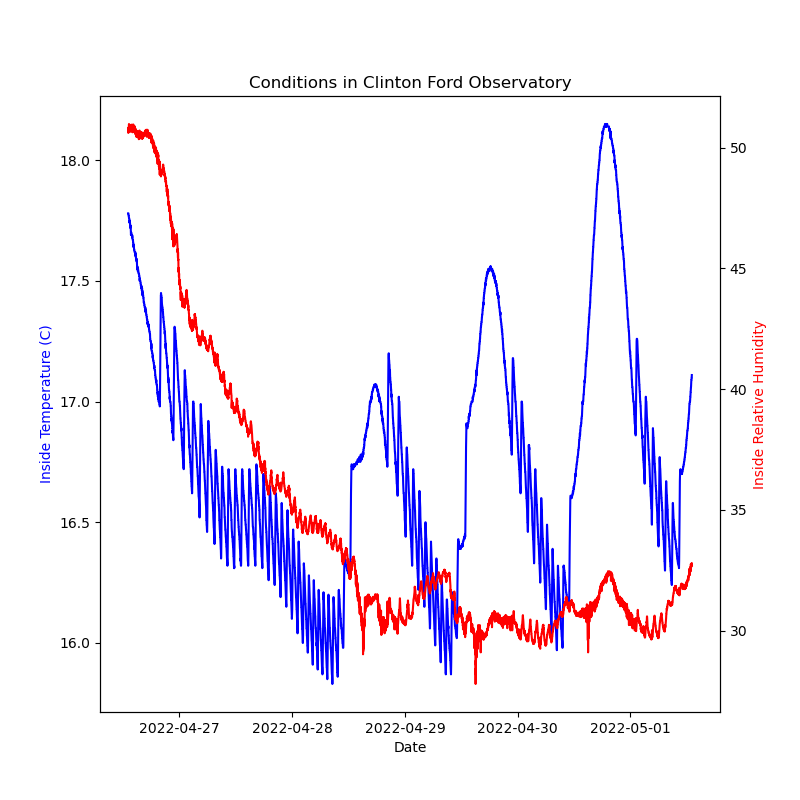 Conditions in Clinton Ford Observatory
18.0
17.5
17.0
16.5
16.0
Inside Temperature (C)
50
45
40
35
30
Inside Relative Humidity
2022-04-27 2022-04-28 2022-04-29 2022-04-30 2022-05-01
Date